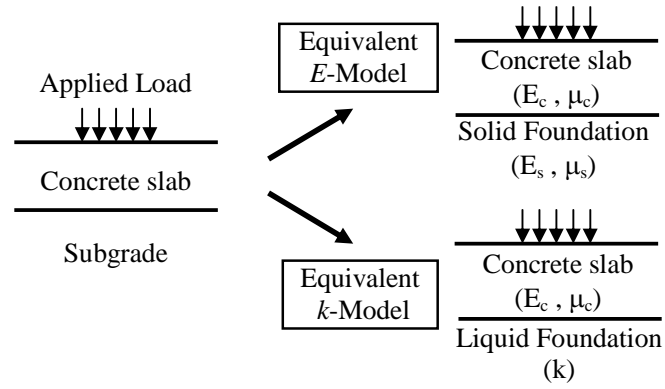 Applied Load
Concrete slab
Subgrade
Equivalent
E-Model
Concrete slab
(Ec , μc)
Solid Foundation
(Es , μs)
Equivalent
k-Model
Concrete slab
(Ec , μc)
Liquid Foundation
(k)